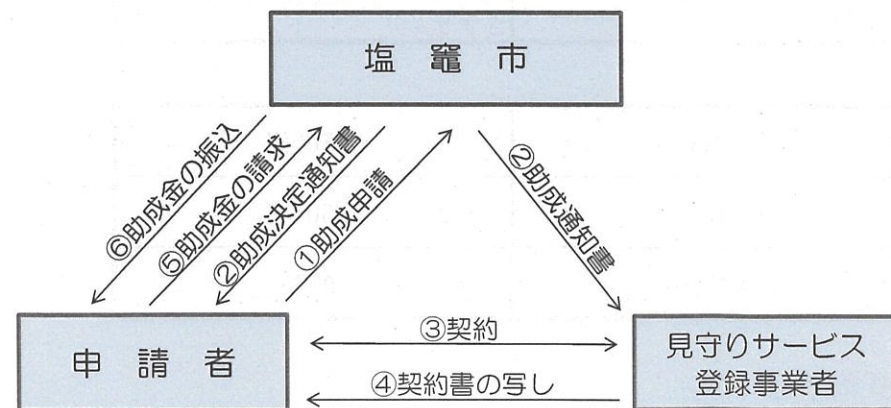 塩竈市
⑥助成金の振込
⑤助成金の請求
②助成決定通知書
①助成申請
②助成通知書
申請者
③契約
④契約書の写し
見守りサービス
登録事業者